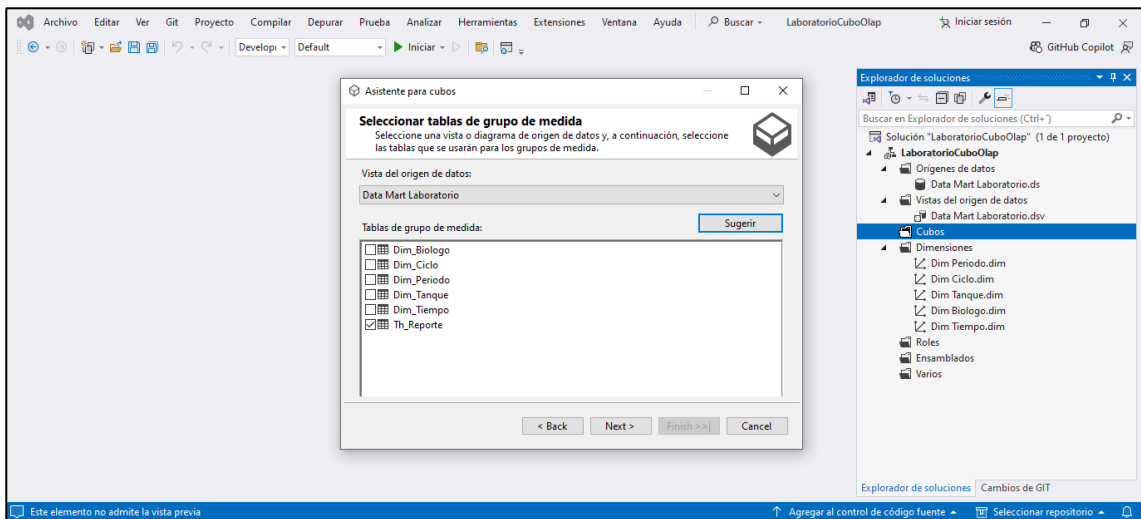 Archivo Editar Ver Git Proyecto Compilar Depurar Prueba Analizar Herramientas Extensiones Ventana Ayuda Buscar LaboratorioCuboOlap Iniciar sesión
Developi Default Iniciar GitHub Copilot
Asistente para cubos
Seleccionar tablas de grupo de medida
Seleccione una vista o diagrama de origen de datos y, a continuación, seleccione
las tablas que se usarán para los grupos de medida.
Vista del origen de datos:
Data Mart Laboratorio
Tablas de grupo de medida:
Sugerir
Dim_Biologo
Dim_Ciclo
Dim_Periodo
Dim_Tanque
Dim_Tiempo
Th_Reporte
< Back Next > Finish >>| Cancel
Explorador de soluciones
Buscar en Explorador de soluciones (Ctrl+´)
Solución "LaboratorioCuboOlap" (1 de 1 proyecto)
LaboratorioCuboOlap
Orígenes de datos
Data Mart Laboratorio.ds
Vistas del origen de datos
Data Mart Laboratorio.dsv
Cubos
Dimensiones
Dim Periodo.dim
Dim Ciclo.dim
Dim Tanque.dim
Dim Biologo.dim
Dim Tiempo.dim
Roles
Ensamblados
Varios
Explorador de soluciones Cambios de GIT
Este elemento no admite la vista previa Agregar al control de código fuente Seleccionar repositorio